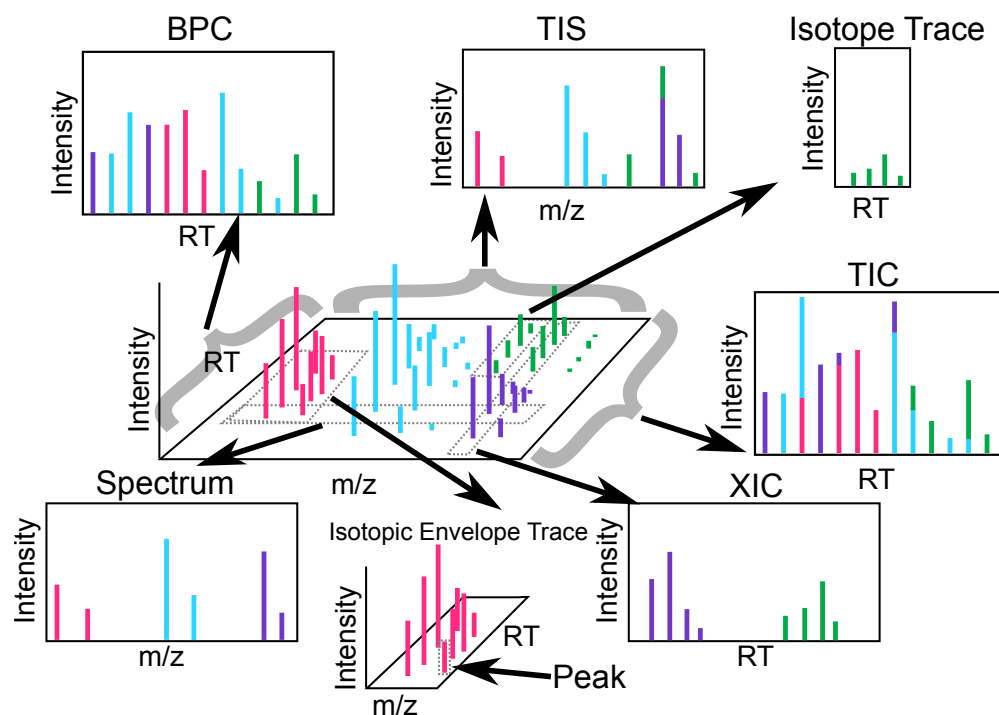 BPC
TIS
Isotope Trace
Intensity
RT
Intensity
m/z
Intensity
RT
Intensity
RT
m/z
TIC
Intensity
RT
Spectrum
Intensity
m/z
Isotopic Envelope Trace
Intensity
RT
m/z
Peak
XIC
Intensity
RT